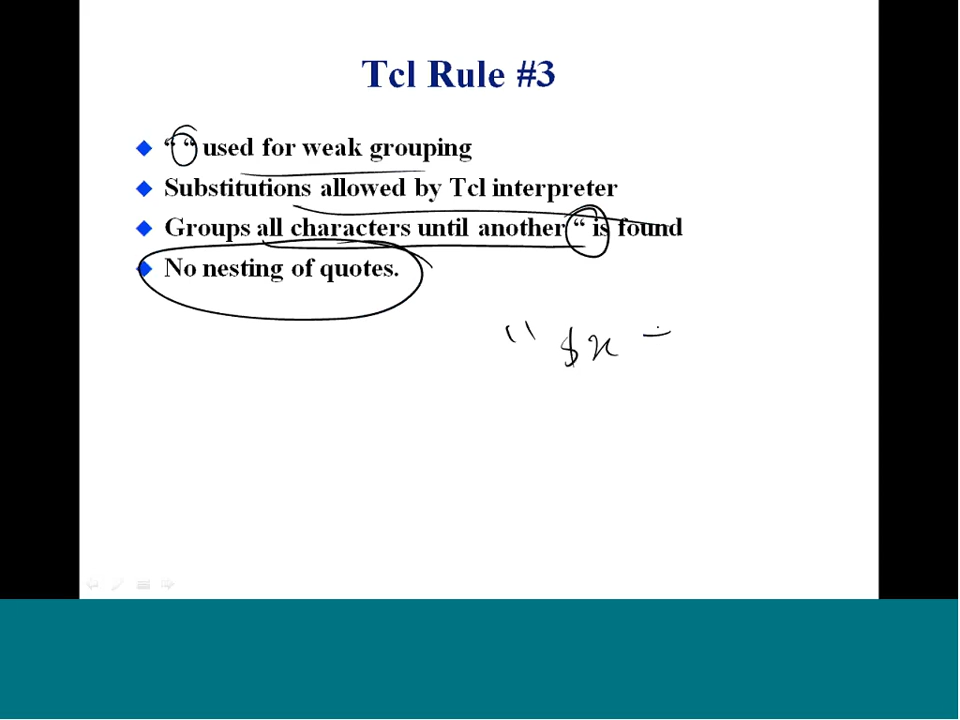 Tcl Rule #3
“ “ used for weak grouping
Substitutions allowed by Tcl interpreter
Groups all characters until another “ is found
No nesting of quotes.
" $x =